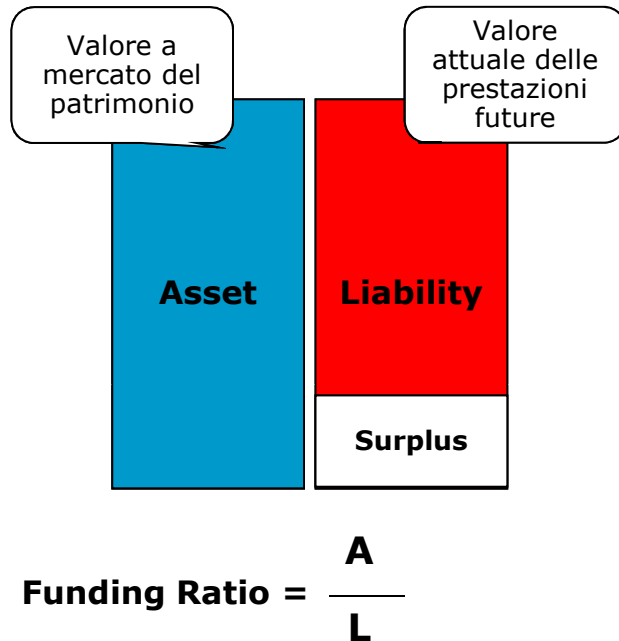 Valore a
mercato del
patrimonio
Valore
attuale delle
prestazioni
future
Asset
Liability
Surplus
Funding Ratio =
A
L